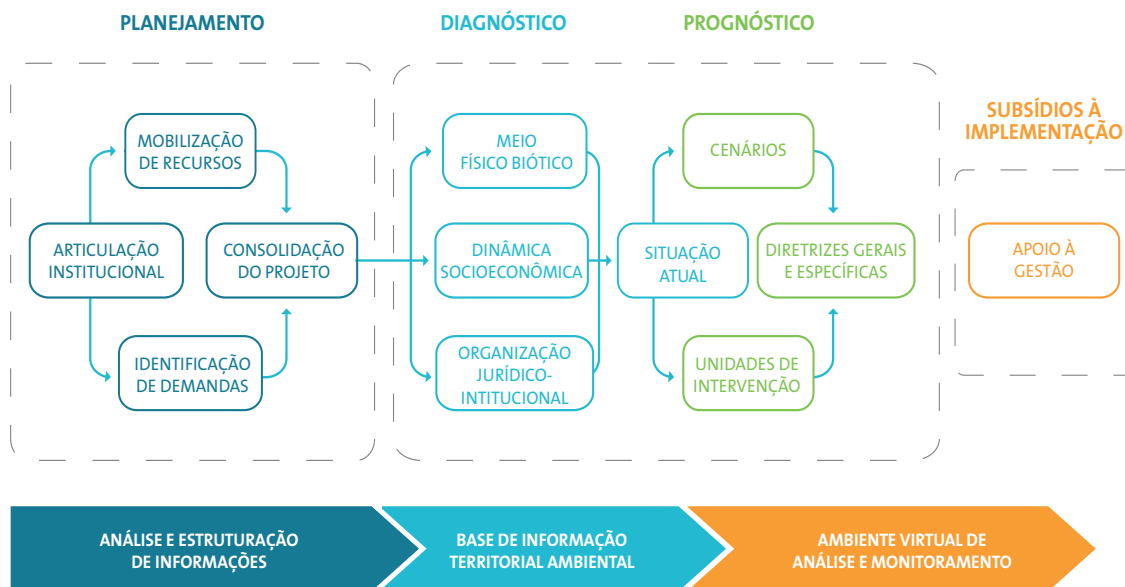 PLANEJAMENTO
DIAGNÓSTICO
PROGNÓSTICO
SUBSÍDIOS À
IMPLEMENTAÇÃO
MOBILIZAÇÃO
DE RECURSOS
ARTICULAÇÃO
INSTITUCIONAL
CONSOLIDAÇÃO
DO PROJETO
IDENTIFICAÇÃO
DE DEMANDAS
MEIO
FÍSICO BIÓTICO
DINÂMICA
SOCIOECONÔMICA
ORGANIZAÇÃO
JURÍDICO-
INTITUCIONAL
SITUAÇÃO
ATUAL
CENÁRIOS
DIRETRIZES GERAIS
E ESPECÍFICAS
UNIDADES DE
INTERVENÇÃO
APOIO À
GESTÃO
ANÁLISE E ESTRUTURAÇÃO
DE INFORMAÇÕES
BASE DE INFORMAÇÃO
TERRITORIAL AMBIENTAL
AMBIENTE VIRTUAL DE
ANÁLISE E MONITORAMENTO